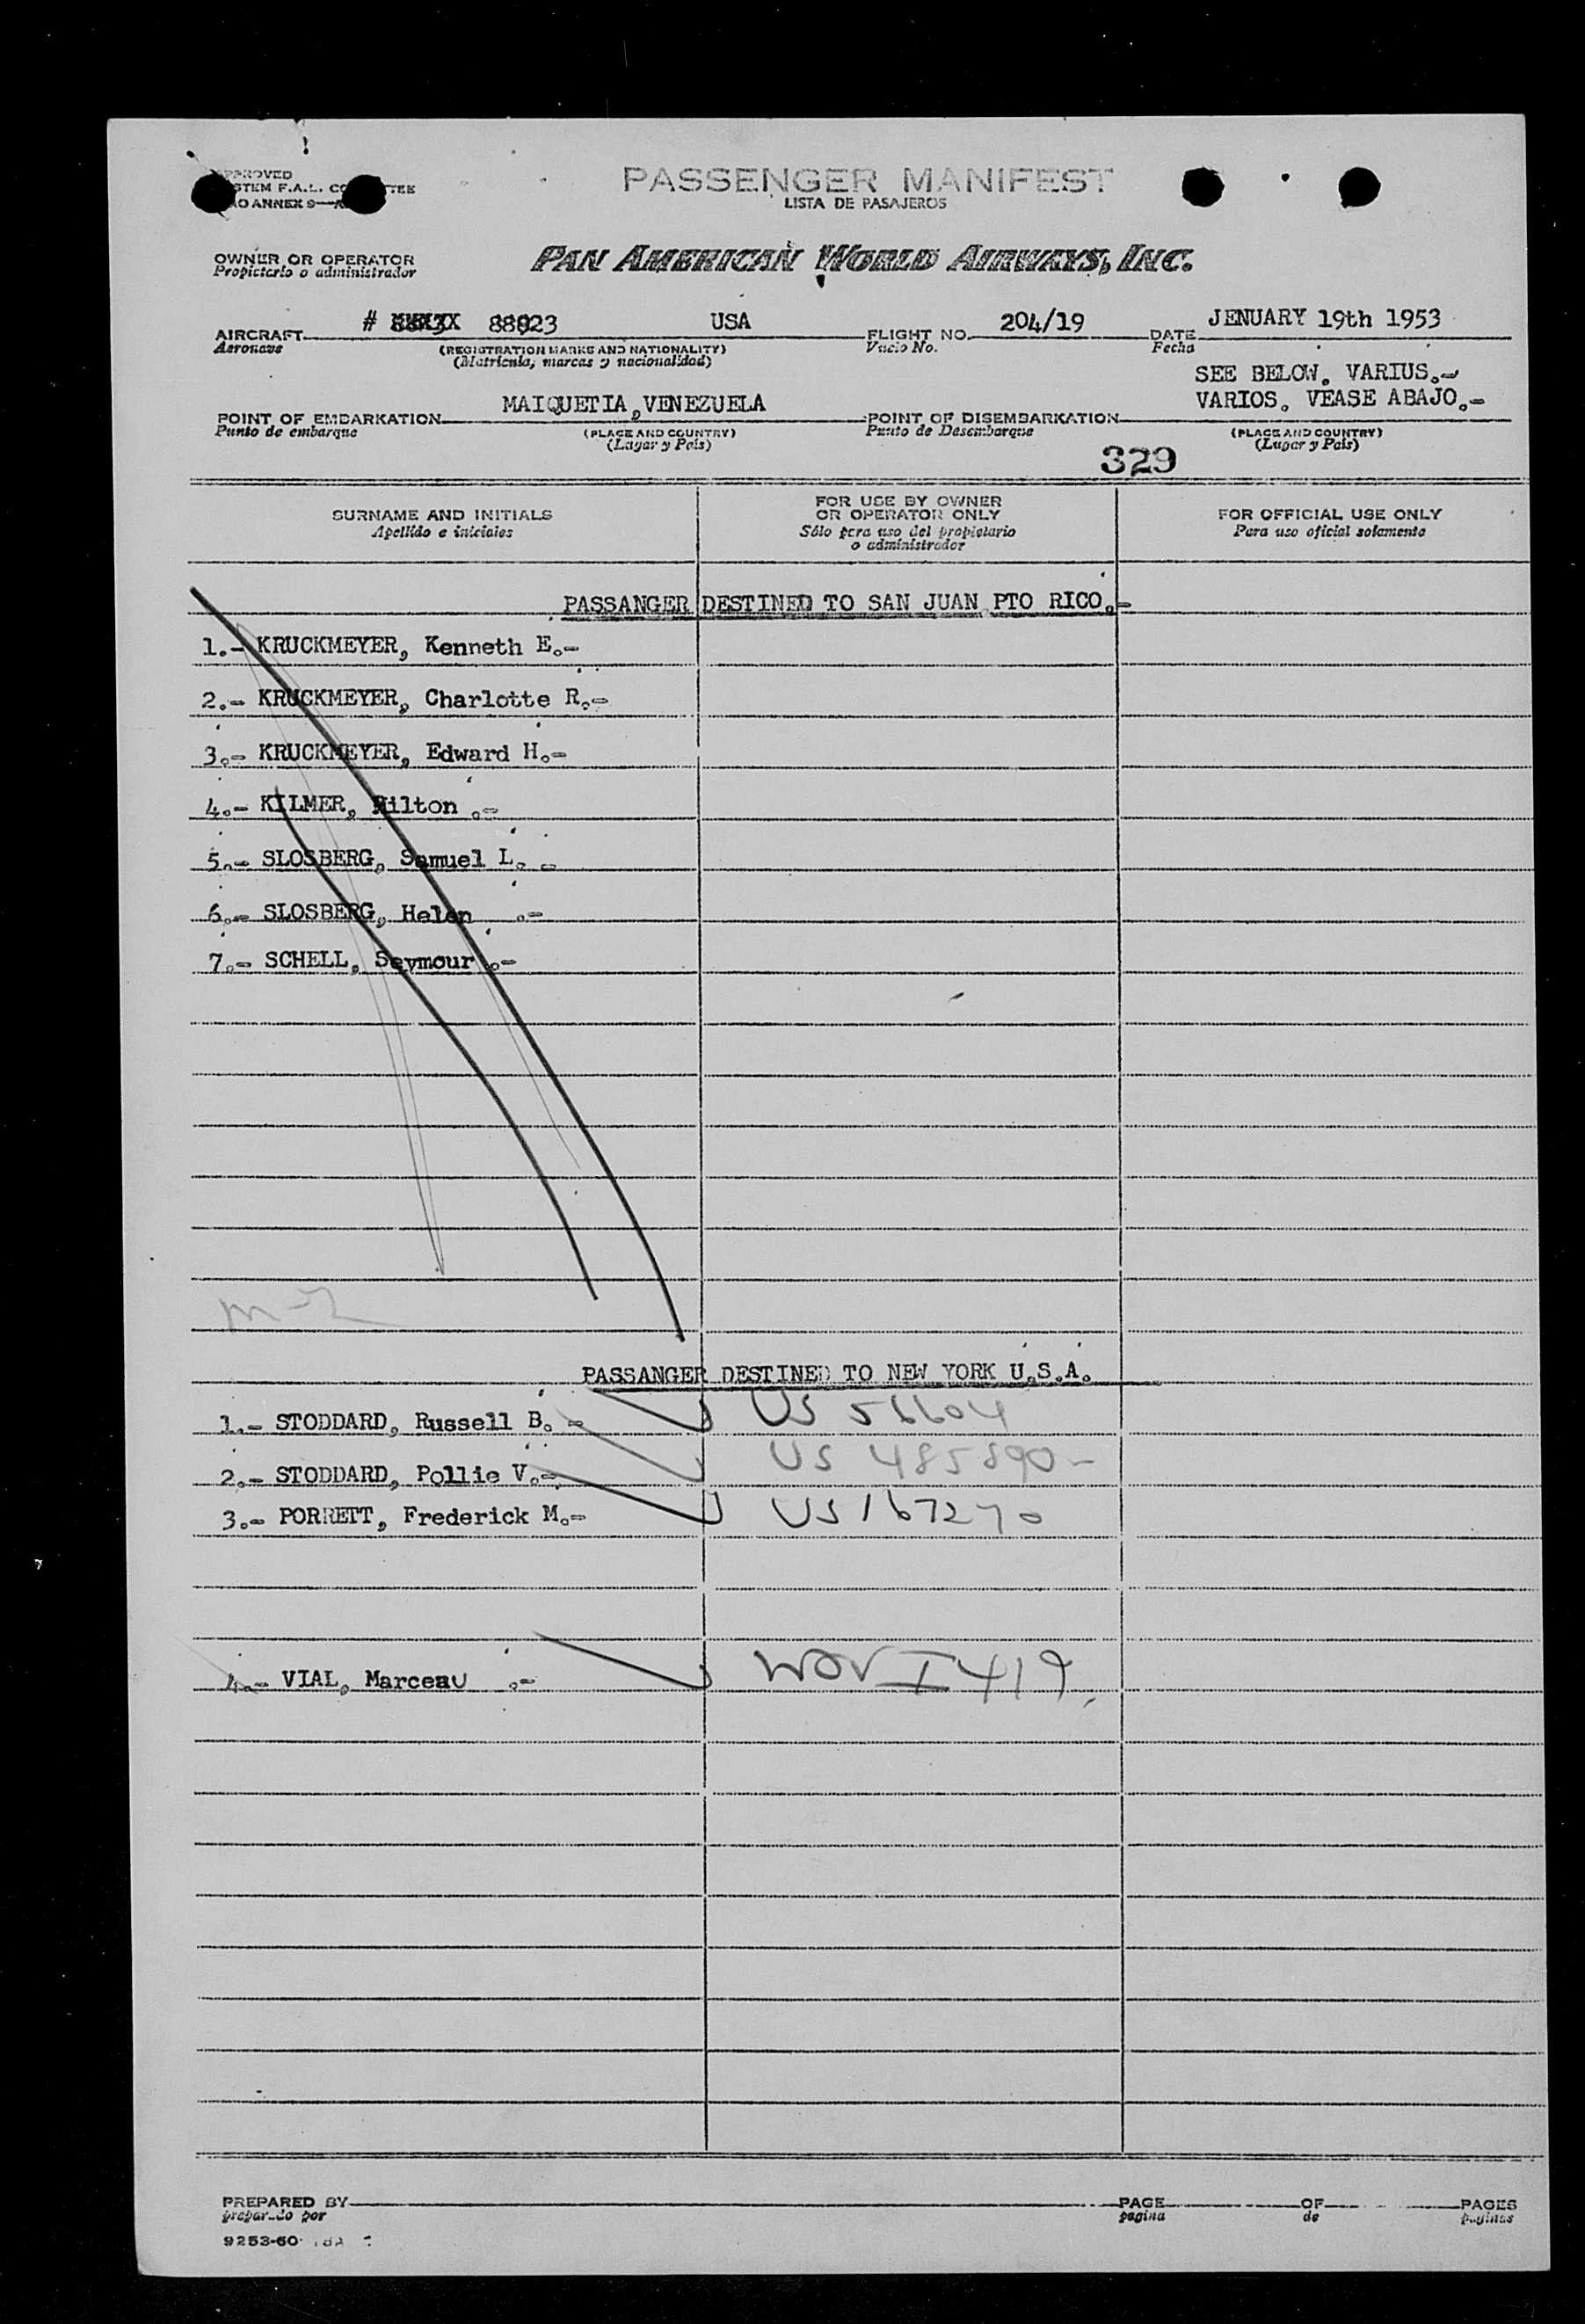 APPROVED
PASSENGER MANIFEST
LISTA DE PASAJEROS
OWNER OR OPERATOR
Propietario o administrador
PAN AMERICAN WORLD AIRWAYS, INC.
AIRCRAFT # 88023 USA FLIGHT NO. 204/19 DATE JENUARY 19th 1953
Aeronave (REGISTRATION MARKS AND NATIONALITY) Vuelo No. Fecha
(Matricula, marcas y nacionalidad)
SEE BELOW. VARIUS.-
POINT OF EMBARKATION MAIQUETIA, VENEZUELA POINT OF DISEMBARKATION VARIOS. VEASE ABAJO.-
Punto de embarque (PLACE AND COUNTRY) Punto de Desembarque (PLACE AND COUNTRY)
(Lugar y País) (Lugar y País)
329
SURNAME AND INITIALS
Apellido e iniciales
FOR USE BY OWNER
OR OPERATOR ONLY
Sólo para uso del propietario
o administrador
FOR OFFICIAL USE ONLY
Para uso oficial solamente
PASSANGER DESTINED TO SAN JUAN PTO RICO.-
1.- KRUCKMEYER, Kenneth E.-
2.- KRUCKMEYER, Charlotte R.-
3.- KRUCKMEYER, Edward H.-
4.- KILMER, Milton .-
5.- SLOSBERG, Samuel L. -
6.- SLOSBERG, Helen .-
7.- SCHELL, Seymour .-
m-2
PASSANGER DESTINED TO NEW YORK U.S.A.
1.- STODDARD, Russell B. - US 56604
2.- STODDARD, Pollie V.- US 485890-
3.- PORRETT, Frederick M.- US 167270
4.- VIAL, Marceau .- I 419
PREPARED BY PAGE OF PAGES
preparado por pagina de paginas
9253-60